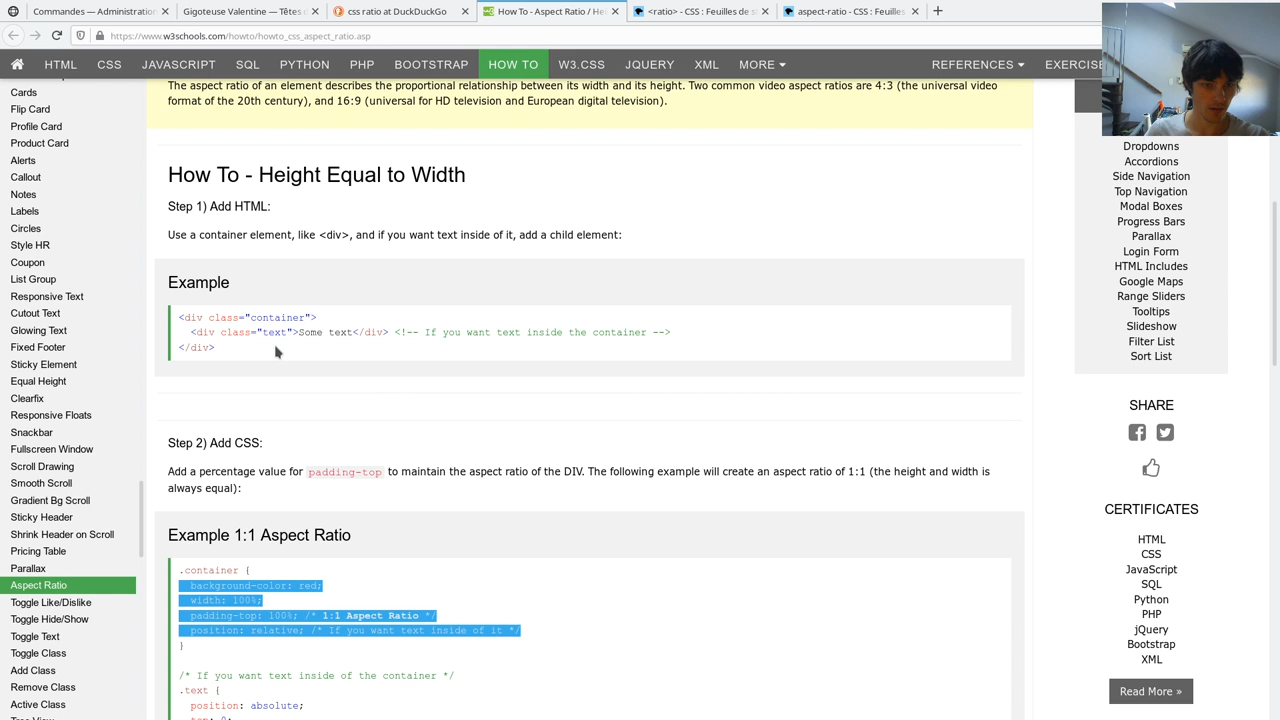 Commandes — Administration
Gigoteuse Valentine — Têtes d
css ratio at DuckDuckGo
How To - Aspect Ratio / He
<ratio> - CSS : Feuilles de s
aspect-ratio - CSS : Feuilles
https://www.w3schools.com/howto/howto_css_aspect_ratio.asp
HTML CSS JAVASCRIPT SQL PYTHON PHP BOOTSTRAP HOW TO W3.CSS JQUERY XML MORE REFERENCES EXERCISE
Cards
Flip Card
Profile Card
Product Card
Alerts
Callout
Notes
Labels
Circles
Style HR
Coupon
List Group
Responsive Text
Cutout Text
Glowing Text
Fixed Footer
Sticky Element
Equal Height
Clearfix
Responsive Floats
Snackbar
Fullscreen Window
Scroll Drawing
Smooth Scroll
Gradient Bg Scroll
Sticky Header
Shrink Header on Scroll
Pricing Table
Parallax
Aspect Ratio
Toggle Like/Dislike
Toggle Hide/Show
Toggle Text
Toggle Class
Add Class
Remove Class
Active Class
The aspect ratio of an element describes the proportional relationship between its width and its height. Two common video aspect ratios are 4:3 (the universal video
format of the 20th century), and 16:9 (universal for HD television and European digital television).
How To - Height Equal to Width
Step 1) Add HTML:
Use a container element, like <div>, and if you want text inside of it, add a child element:
Example
<div class="container">
<div class="text">Some text</div> <!-- If you want text inside the container -->
</div>
Step 2) Add CSS:
Add a percentage value for padding-top to maintain the aspect ratio of the DIV. The following example will create an aspect ratio of 1:1 (the height and width is
always equal):
Example 1:1 Aspect Ratio
.container {
background-color: red;
width: 100%;
padding-top: 100%; /* 1:1 Aspect Ratio */
position: relative; /* If you want text inside of it */
}
/* If you want text inside of the container */
.text {
position: absolute;
top: 0;
Dropdowns
Accordions
Side Navigation
Top Navigation
Modal Boxes
Progress Bars
Parallax
Login Form
HTML Includes
Google Maps
Range Sliders
Tooltips
Slideshow
Filter List
Sort List
SHARE
CERTIFICATES
HTML
CSS
JavaScript
SQL
Python
PHP
jQuery
Bootstrap
XML
Read More »